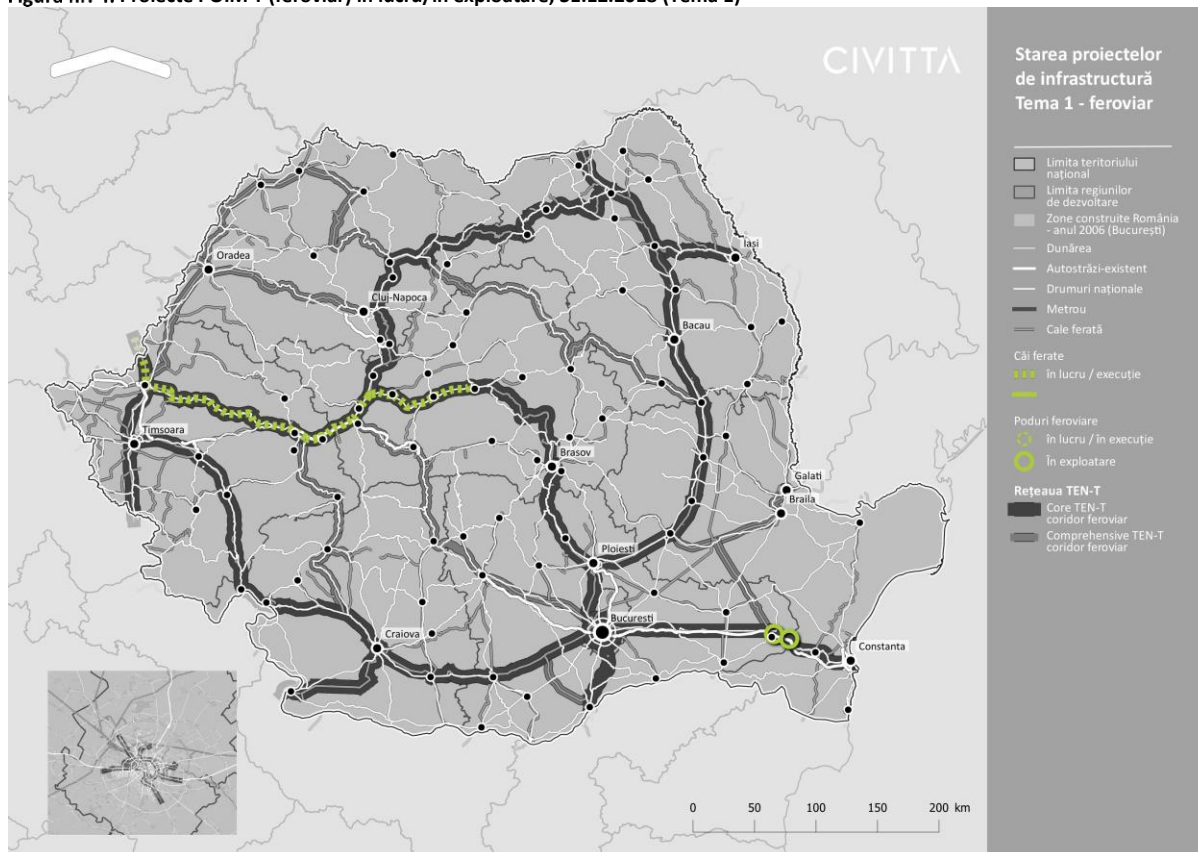 CIVITTA
Starea proiectelor
de infrastructură
Tema 1 - feroviar
Limita teritoriului
național
Limita regiunilor
de dezvoltare
Zone construite România
- anul 2006 (București)
Dunărea
Autostrăzi-existent
Drumuri naționale
Metrou
Cale ferată
Căi ferate
în lucru / execuție
Poduri feroviare
în lucru / în execuție
În exploatare
Rețeaua TEN-T
Core TEN-T
coridor feroviar
Comprehensive TEN-T
coridor feroviar
Oradea
Cluj-Napoca
Iasi
Bacau
Timsoara
Brasov
Galati
Braila
Ploiesti
Bucuresti
Craiova
Constanta
0 50 100 150 200 km